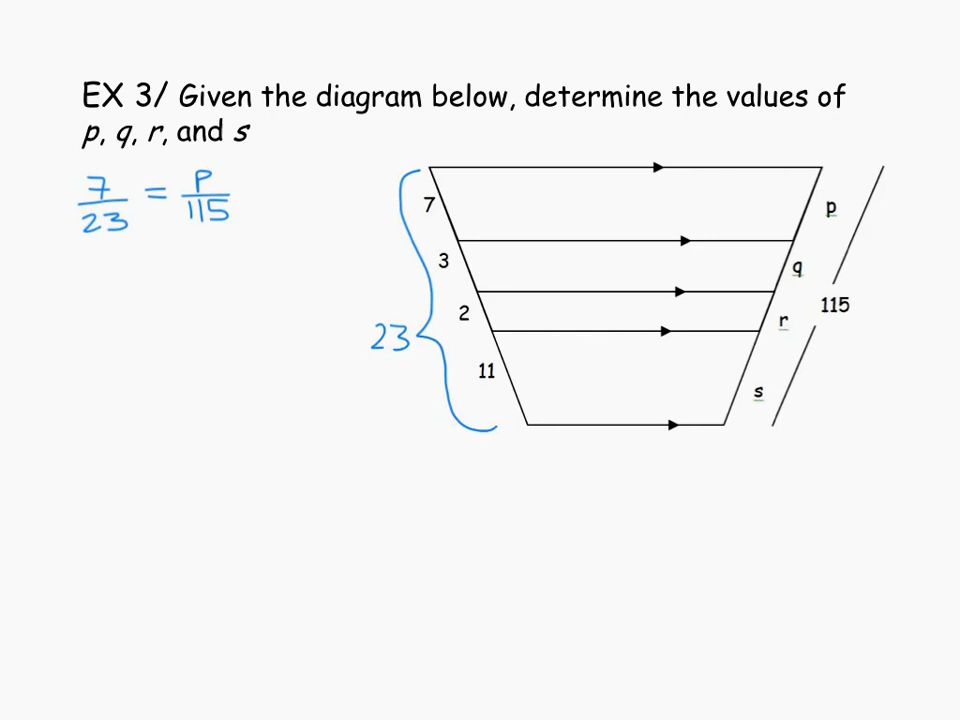 EX 3/ Given the diagram below, determine the values of
p, q, r, and s
7/23 = P/115
7
p
3
q
2
115
r
23
11
s